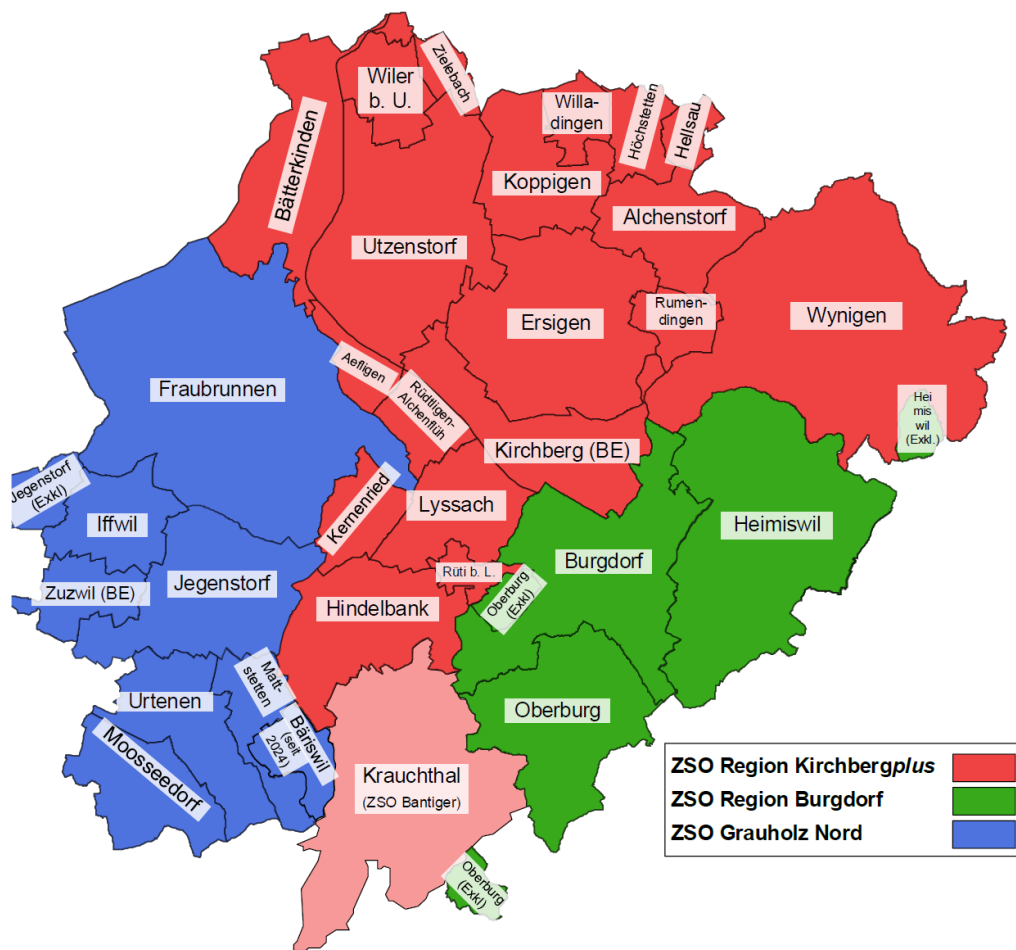 Wiler
b. U.
Zielebach
Willa-
dingen
Höchstetten
Hellsau
Bätterkinden
Koppigen
Alchenstorf
Utzenstorf
Ersigen
Rumen-
dingen
Wynigen
Aefligen
Rüdtligen-
Alchenflüh
Fraubrunnen
Hei
mis
wil
(Exkl.)
Kirchberg (BE)
Jegenstorf
(Exkl)
Kernenried
Lyssach
Iffwil
Heimiswil
Burgdorf
Jegenstorf
Rüti b. L.
Zuzwil (BE)
Oberburg
(Exkl)
Hindelbank
Matt-
stetten
Urtenen
Bäriswil
(seit
2024)
Oberburg
Moosseedorf
Krauchthal
(ZSO Bantiger)
ZSO Region Kirchbergplus
ZSO Region Burgdorf
ZSO Grauholz Nord
Oberburg
(Exkl)